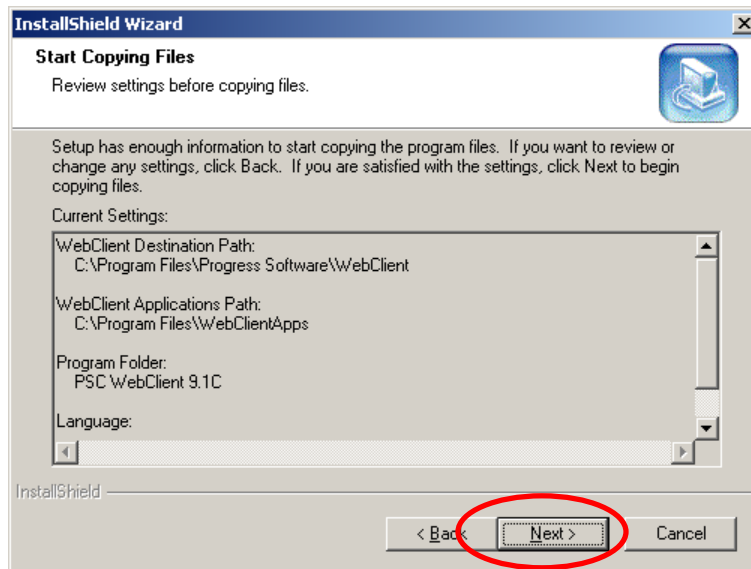 InstallShield Wizard
Start Copying Files
Review settings before copying files.
Setup has enough information to start copying the program files.  If you want to review or
change any settings, click Back.  If you are satisfied with the settings, click Next to begin
copying files.
Current Settings:
WebClient Destination Path:
C:\Program Files\Progress Software\WebClient
WebClient Applications Path:
C:\Program Files\WebClientApps
Program Folder:
PSC WebClient 9.1C
Language:
InstallShield
< Back
Next >
Cancel